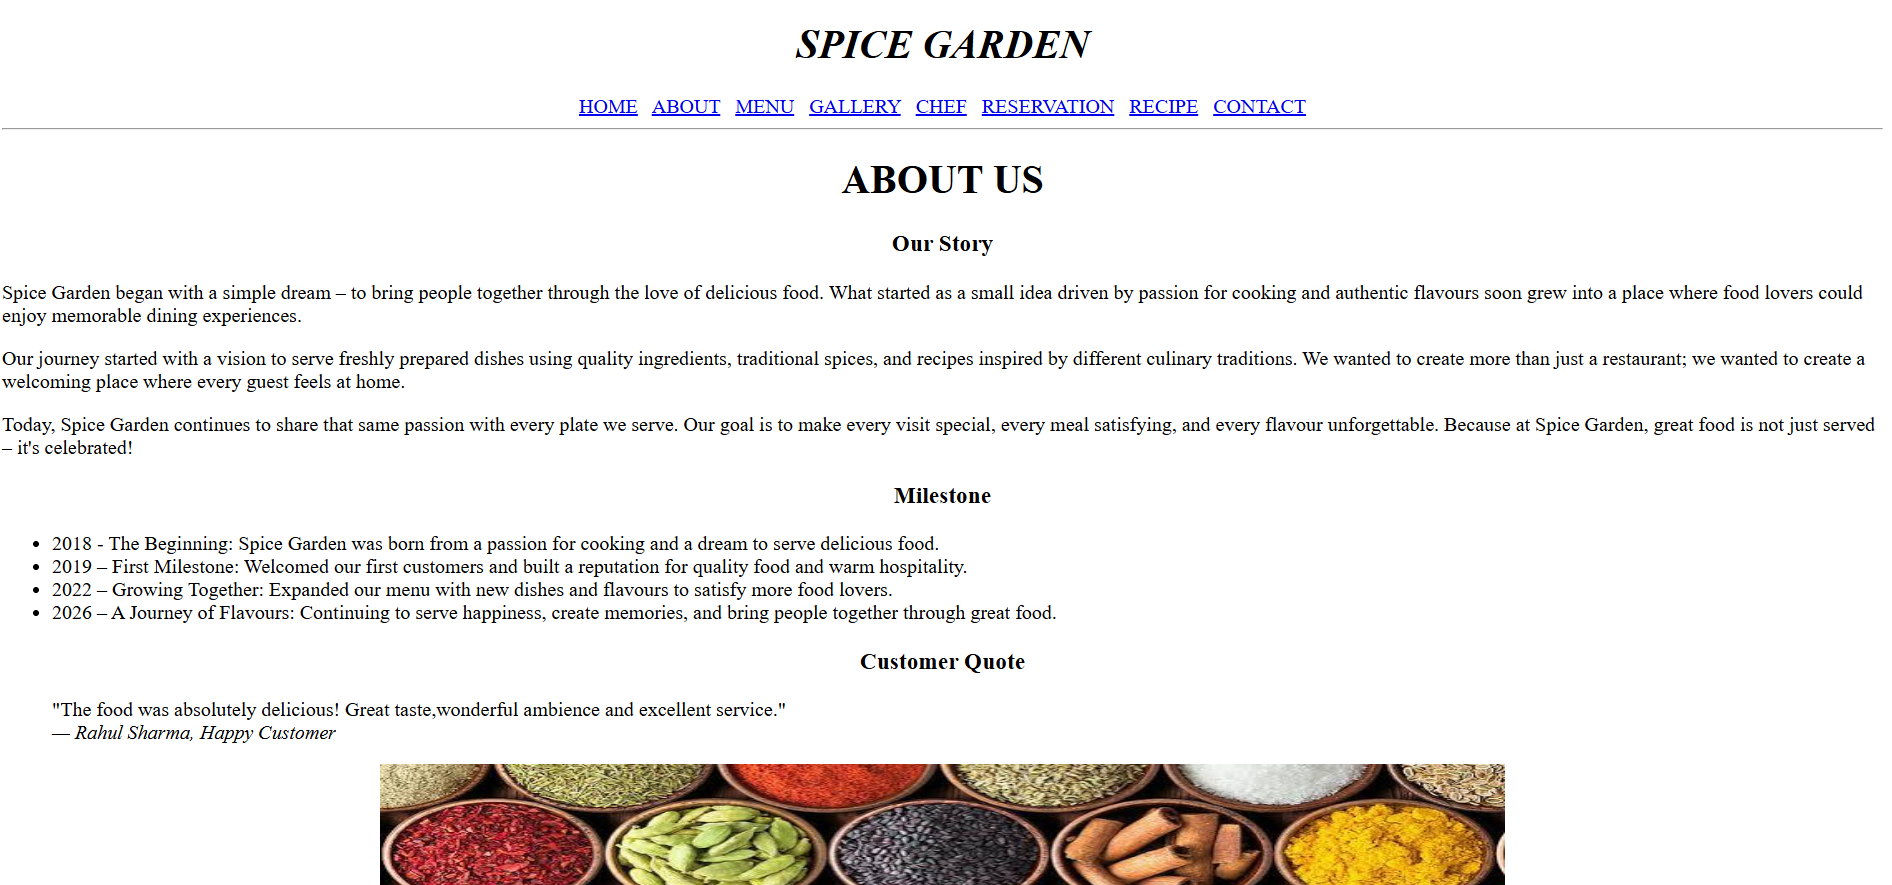 SPICE GARDEN
HOME ABOUT MENU GALLERY CHEF RESERVATION RECIPE CONTACT
ABOUT US
Our Story
Spice Garden began with a simple dream – to bring people together through the love of delicious food. What started as a small idea driven by passion for cooking and authentic flavours soon grew into a place where food lovers could
enjoy memorable dining experiences.
Our journey started with a vision to serve freshly prepared dishes using quality ingredients, traditional spices, and recipes inspired by different culinary traditions. We wanted to create more than just a restaurant; we wanted to create a
welcoming place where every guest feels at home.
Today, Spice Garden continues to share that same passion with every plate we serve. Our goal is to make every visit special, every meal satisfying, and every flavour unforgettable. Because at Spice Garden, great food is not just served
– it's celebrated!
Milestone
• 2018 - The Beginning: Spice Garden was born from a passion for cooking and a dream to serve delicious food.
• 2019 – First Milestone: Welcomed our first customers and built a reputation for quality food and warm hospitality.
• 2022 – Growing Together: Expanded our menu with new dishes and flavours to satisfy more food lovers.
• 2026 – A Journey of Flavours: Continuing to serve happiness, create memories, and bring people together through great food.
Customer Quote
"The food was absolutely delicious! Great taste,wonderful ambience and excellent service."
— Rahul Sharma, Happy Customer